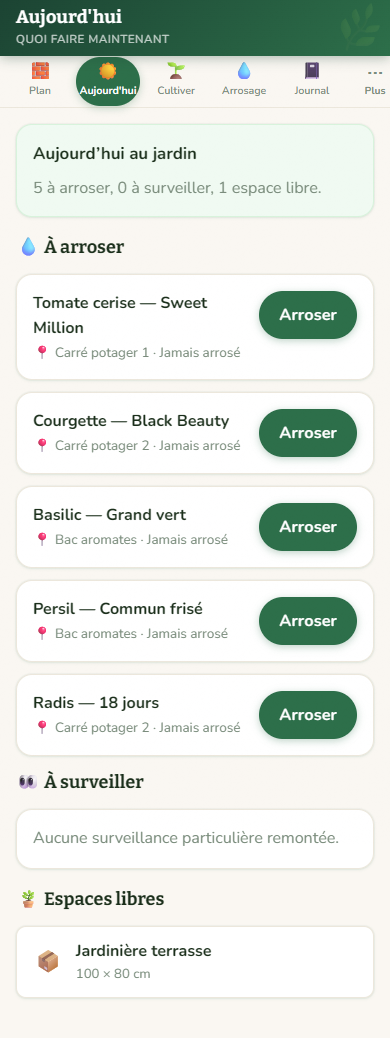 Aujourd'hui
QUOI FAIRE MAINTENANT
Plan
Aujourd'hui
Cultiver
Arrosage
Journal
Plus
Aujourd’hui au jardin
5 à arroser, 0 à surveiller, 1 espace libre.
À arroser
Tomate cerise — Sweet
Million
Carré potager 1 · Jamais arrosé
Arroser
Courgette — Black Beauty
Carré potager 2 · Jamais arrosé
Arroser
Basilic — Grand vert
Bac aromates · Jamais arrosé
Arroser
Persil — Commun frisé
Bac aromates · Jamais arrosé
Arroser
Radis — 18 jours
Carré potager 2 · Jamais arrosé
Arroser
À surveiller
Aucune surveillance particulière remontée.
Espaces libres
Jardinière terrasse
100 × 80 cm